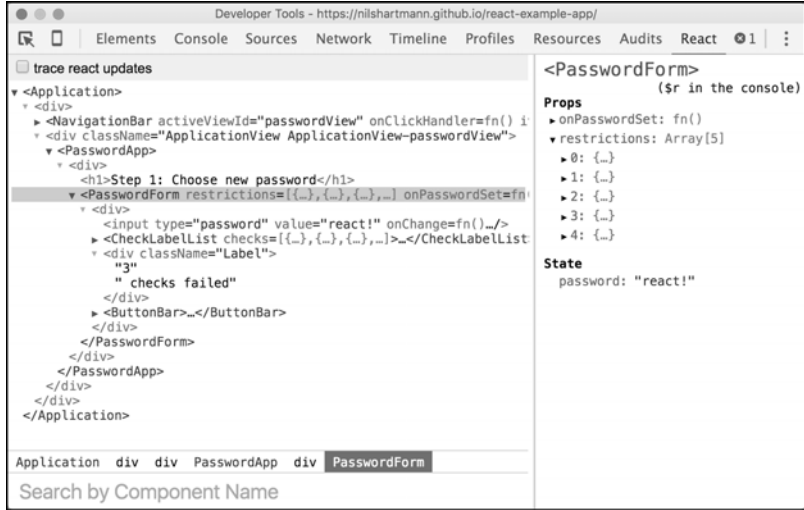 Developer Tools - https://nilshartmann.github.io/react-example-app/
Elements Console Sources Network Timeline Profiles Resources Audits React 1
trace react updates
<Application>
<div>
<NavigationBar activeViewId="passwordView" onClickHandler=fn() i
<div className="ApplicationView ApplicationView-passwordView">
<PasswordApp>
<div>
<h1>Step 1: Choose new password</h1>
<PasswordForm restrictions=[{…},{…},{…},…] onPasswordSet=fn(
<div>
<input type="password" value="react!" onChange=fn()…/>
<CheckLabelList checks=[{…},{…},{…},…]>…</CheckLabelList
<div className="Label">
"3"
" checks failed"
</div>
<ButtonBar>…</ButtonBar>
</div>
</PasswordForm>
</div>
</PasswordApp>
</div>
</div>
</Application>
Application div div PasswordApp div PasswordForm
Search by Component Name
<PasswordForm>
($r in the console)
Props
onPasswordSet: fn()
restrictions: Array[5]
0: {…}
1: {…}
2: {…}
3: {…}
4: {…}
State
password: "react!"